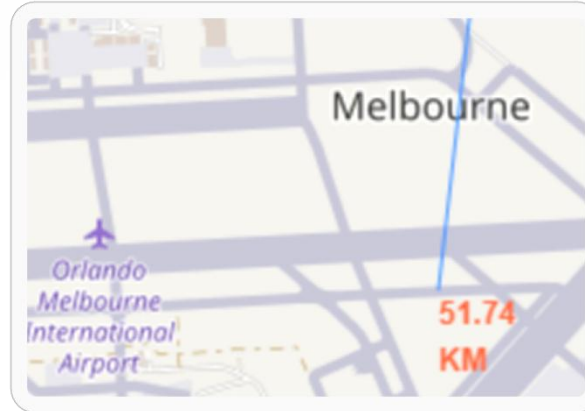 Melbourne
Orlando
Melbourne
International
Airport
51.74
KM